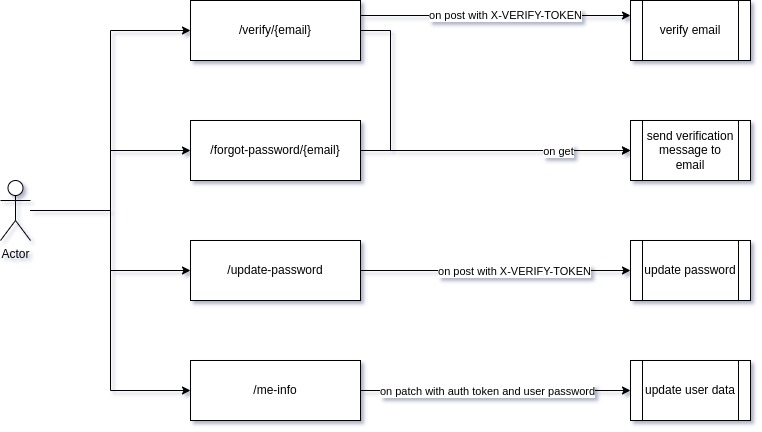 /verify/{email}
on post with X-VERIFY-TOKEN
verify email
/forgot-password/{email}
on get
send verification
message to
email
Actor
/update-password
on post with X-VERIFY-TOKEN
update password
/me-info
on patch with auth token and user password
update user data